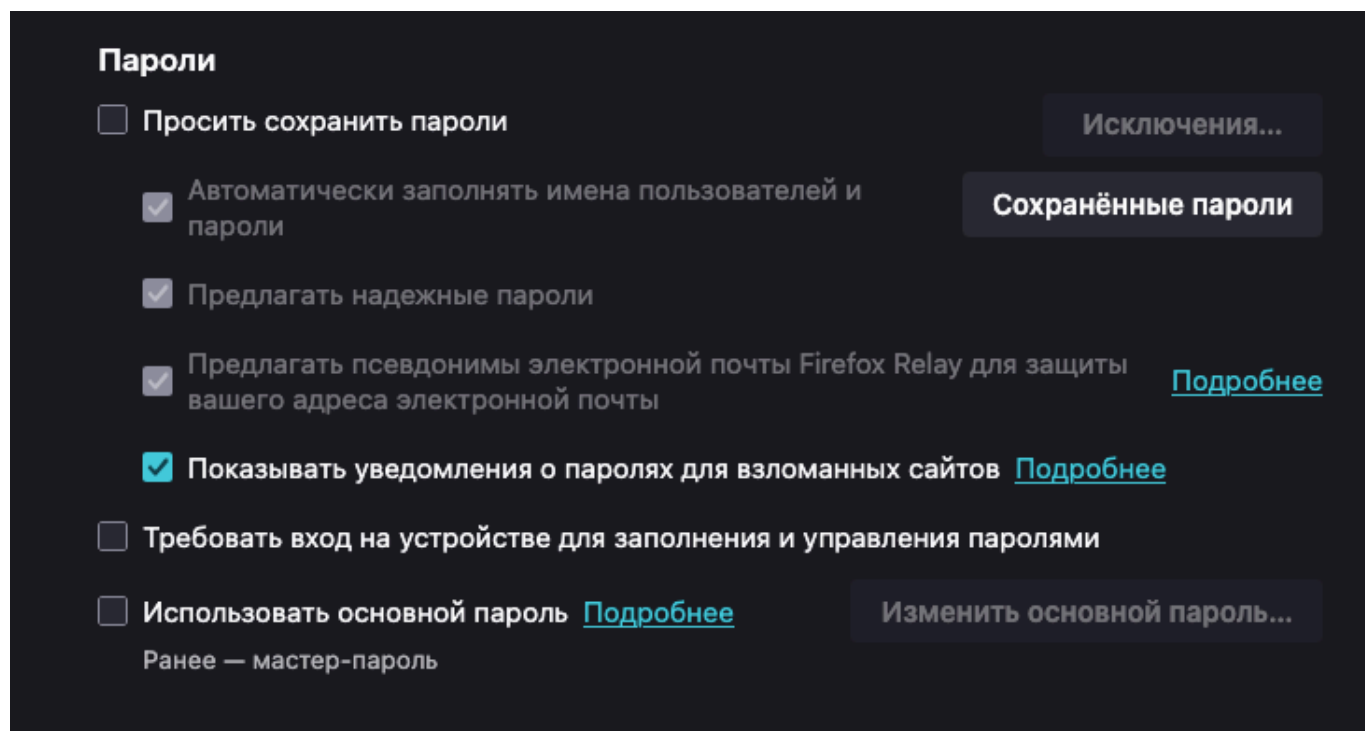 Пароли
Просить сохранить пароли
Исключения...
Автоматически заполнять имена пользователей и
пароли
Сохранённые пароли
Предлагать надежные пароли
Предлагать псевдонимы электронной почты Firefox Relay для защиты
вашего адреса электронной почты
Подробнее
Показывать уведомления о паролях для взломанных сайтов Подробнее
Требовать вход на устройстве для заполнения и управления паролями
Использовать основной пароль Подробнее
Изменить основной пароль...
Ранее — мастер-пароль